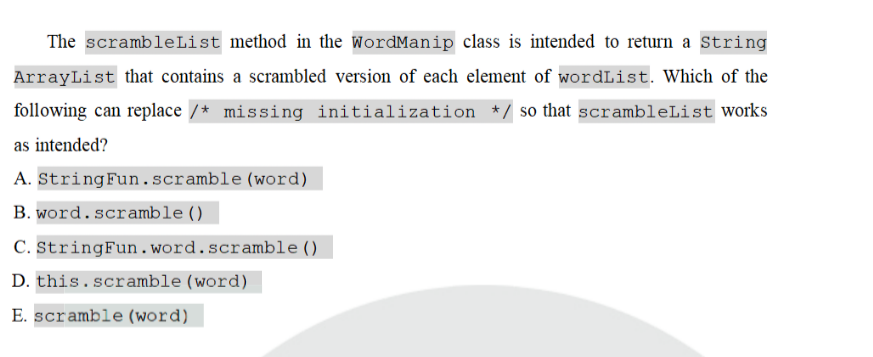 The scrambleList method in the WordManip class is intended to return a String
ArrayList that contains a scrambled version of each element of wordList. Which of the
following can replace /* missing initialization */ so that scrambleList works
as intended?
A. StringFun.scramble(word)
B. word.scramble()
C. StringFun.word.scramble()
D. this.scramble(word)
E. scramble(word)